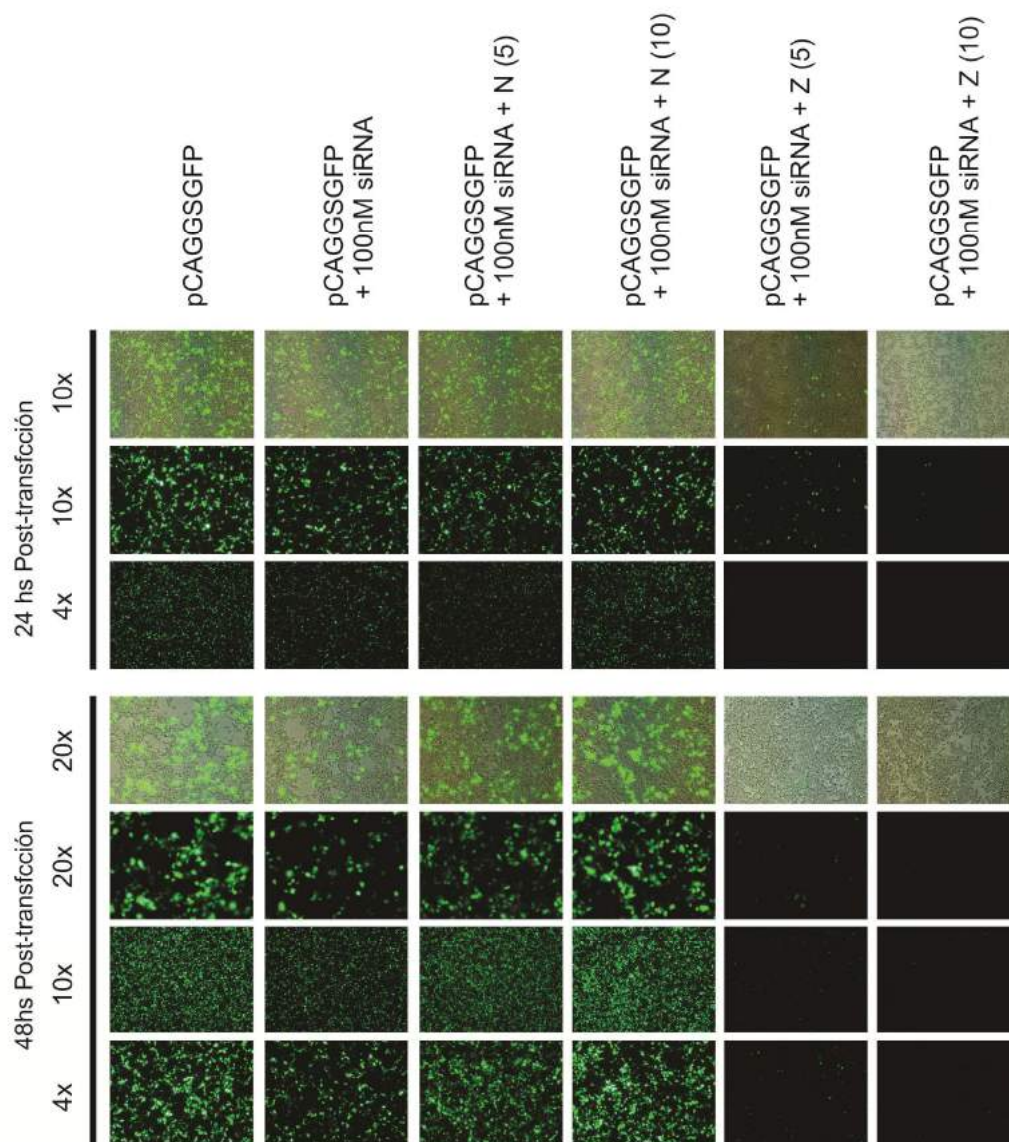 pCAGGSGFP
pCAGGSGFP
+ 100nM siRNA
pCAGGSGFP
+ 100nM siRNA + N (5)
pCAGGSGFP
+ 100nM siRNA + N (10)
pCAGGSGFP
+ 100nM siRNA + Z (5)
pCAGGSGFP
+ 100nM siRNA + Z (10)
24 hs Post-transfcción
10x
10x
4x
48hs Post-transfcción
20x
20x
10x
4x